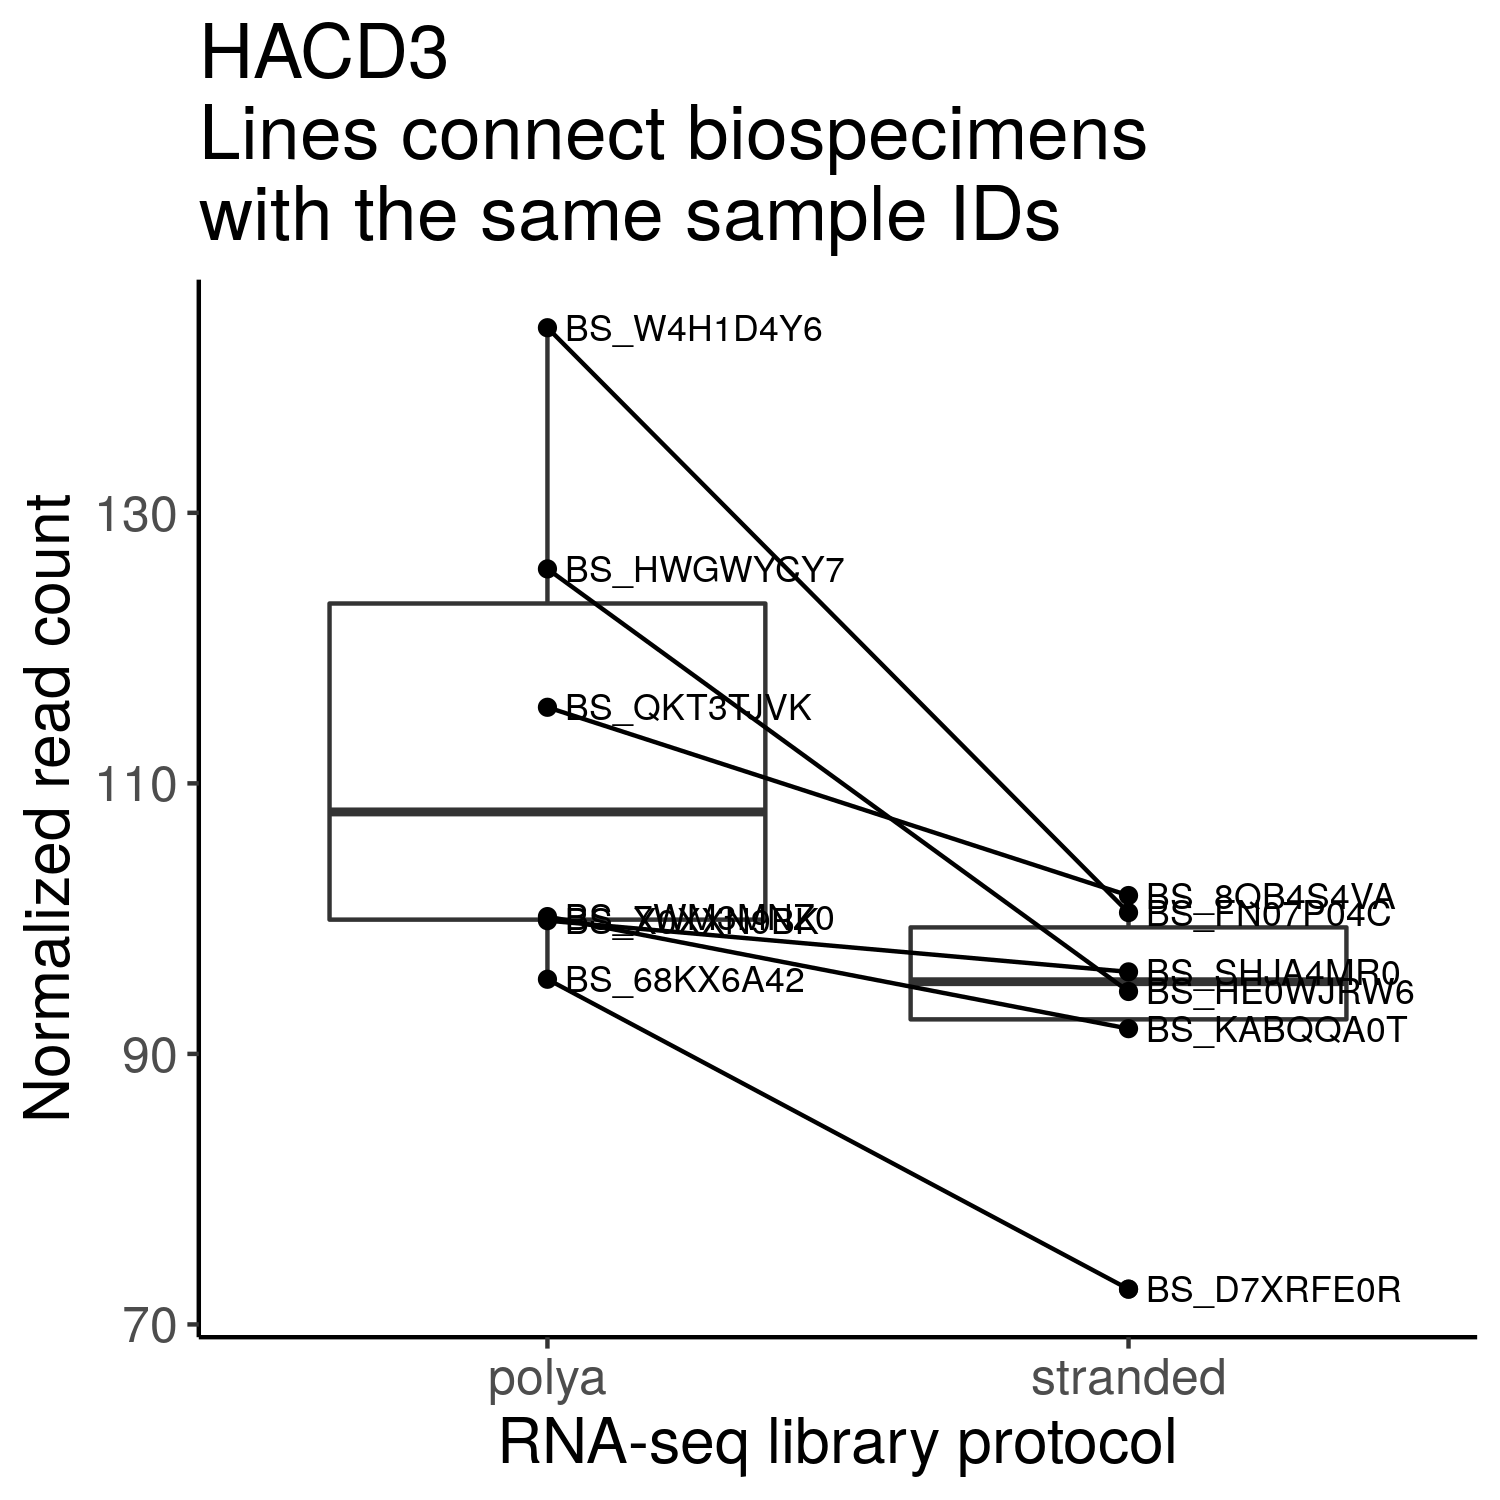 HACD3
Lines connect biospecimens
with the same sample IDs
Normalized read count
130
110
90
70
BS_W4H1D4Y6
BS_HWGWYCY7
BS_QKT3TJVK
BS_68KX6A42
BS_8QB4S4VA
BS_FN07P04C
BS_SHJA4MR0
BS_HE0WJRW6
BS_KABQQA0T
BS_D7XRFE0R
polya
stranded
RNA-seq library protocol